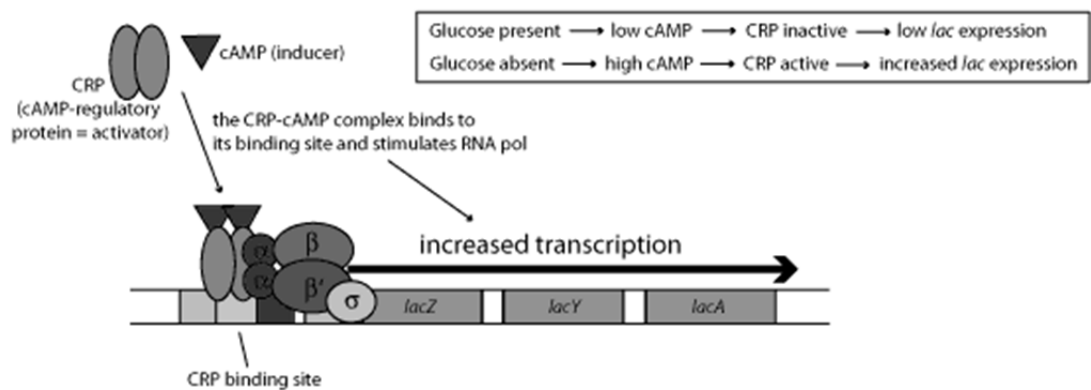 Glucose present → low cAMP → CRP inactive → low lac expression
Glucose absent → high cAMP → CRP active → increased lac expression
cAMP (inducer)
CRP
(cAMP-regulatory
protein = activator)
the CRP-cAMP complex binds to
its binding site and stimulates RNA pol
increased transcription
α
α
β
β'
σ
lacZ
lacY
lacA
CRP binding site